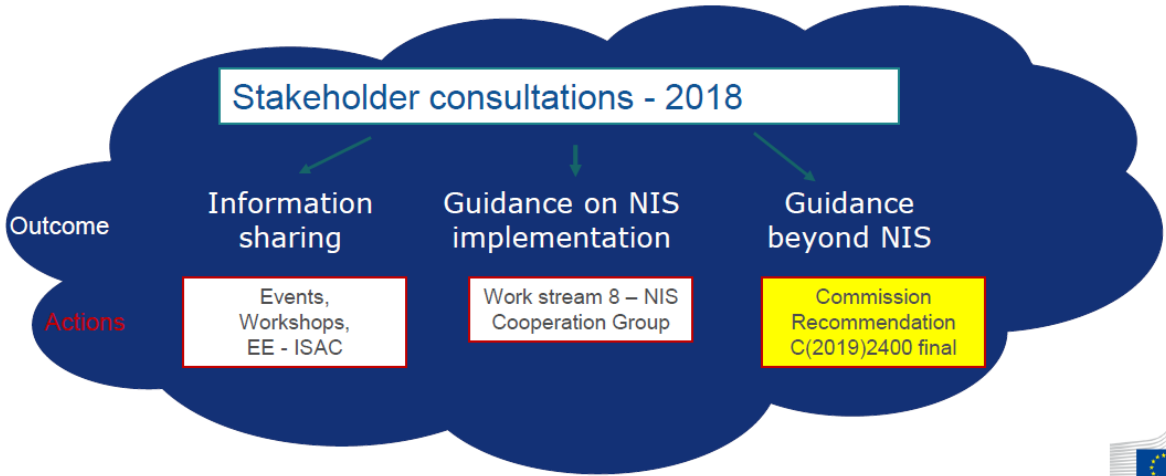 Stakeholder consultations - 2018
Outcome
Information
sharing
Guidance on NIS
implementation
Guidance
beyond NIS
Actions
Events,
Workshops,
EE - ISAC
Work stream 8 – NIS
Cooperation Group
Commission
Recommendation
C(2019)2400 final